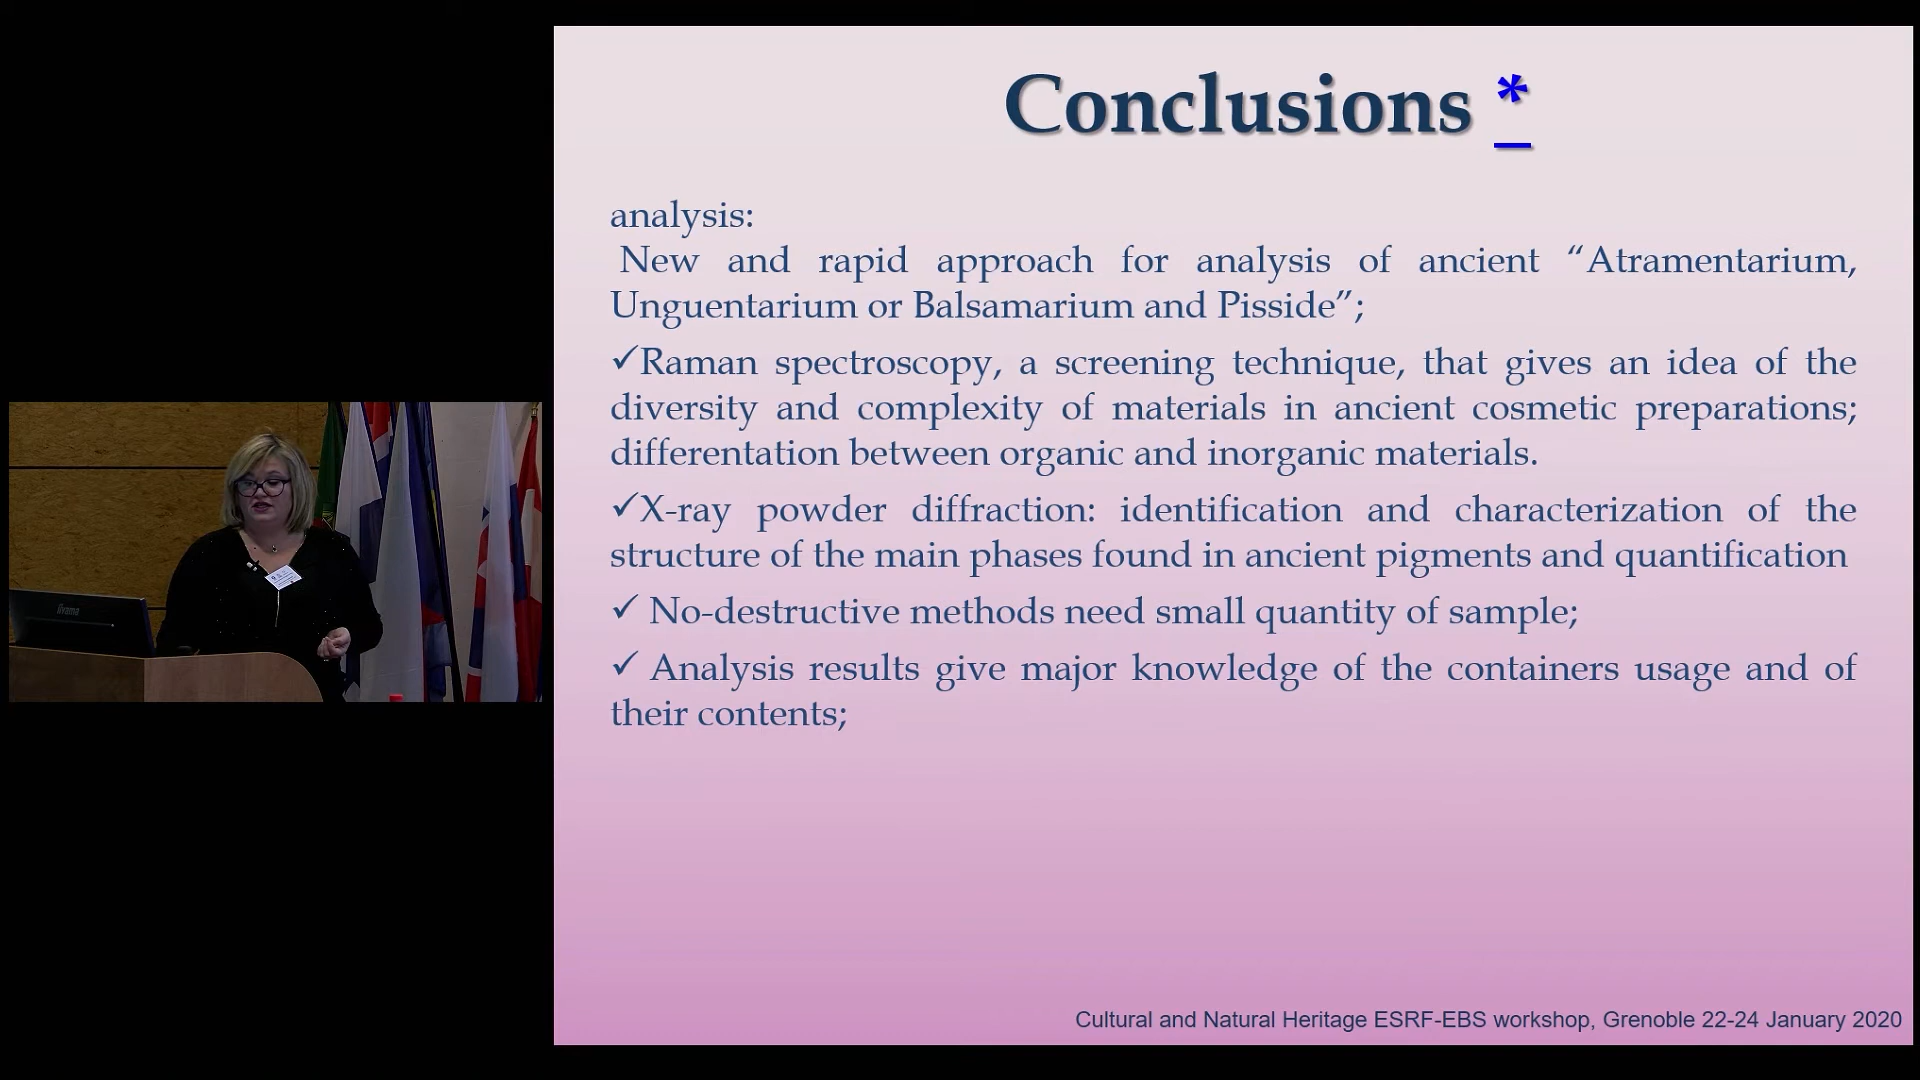 Conclusions *
analysis:
New and rapid approach for analysis of ancient “Atramentarium,
Unguentarium or Balsamarium and Pisside”;
✓Raman spectroscopy, a screening technique, that gives an idea of the
diversity and complexity of materials in ancient cosmetic preparations;
differentation between organic and inorganic materials.
✓X-ray powder diffraction: identification and characterization of the
structure of the main phases found in ancient pigments and quantification
✓ No-destructive methods need small quantity of sample;
✓ Analysis results give major knowledge of the containers usage and of
their contents;
Cultural and Natural Heritage ESRF-EBS workshop, Grenoble 22-24 January 2020
iiyama